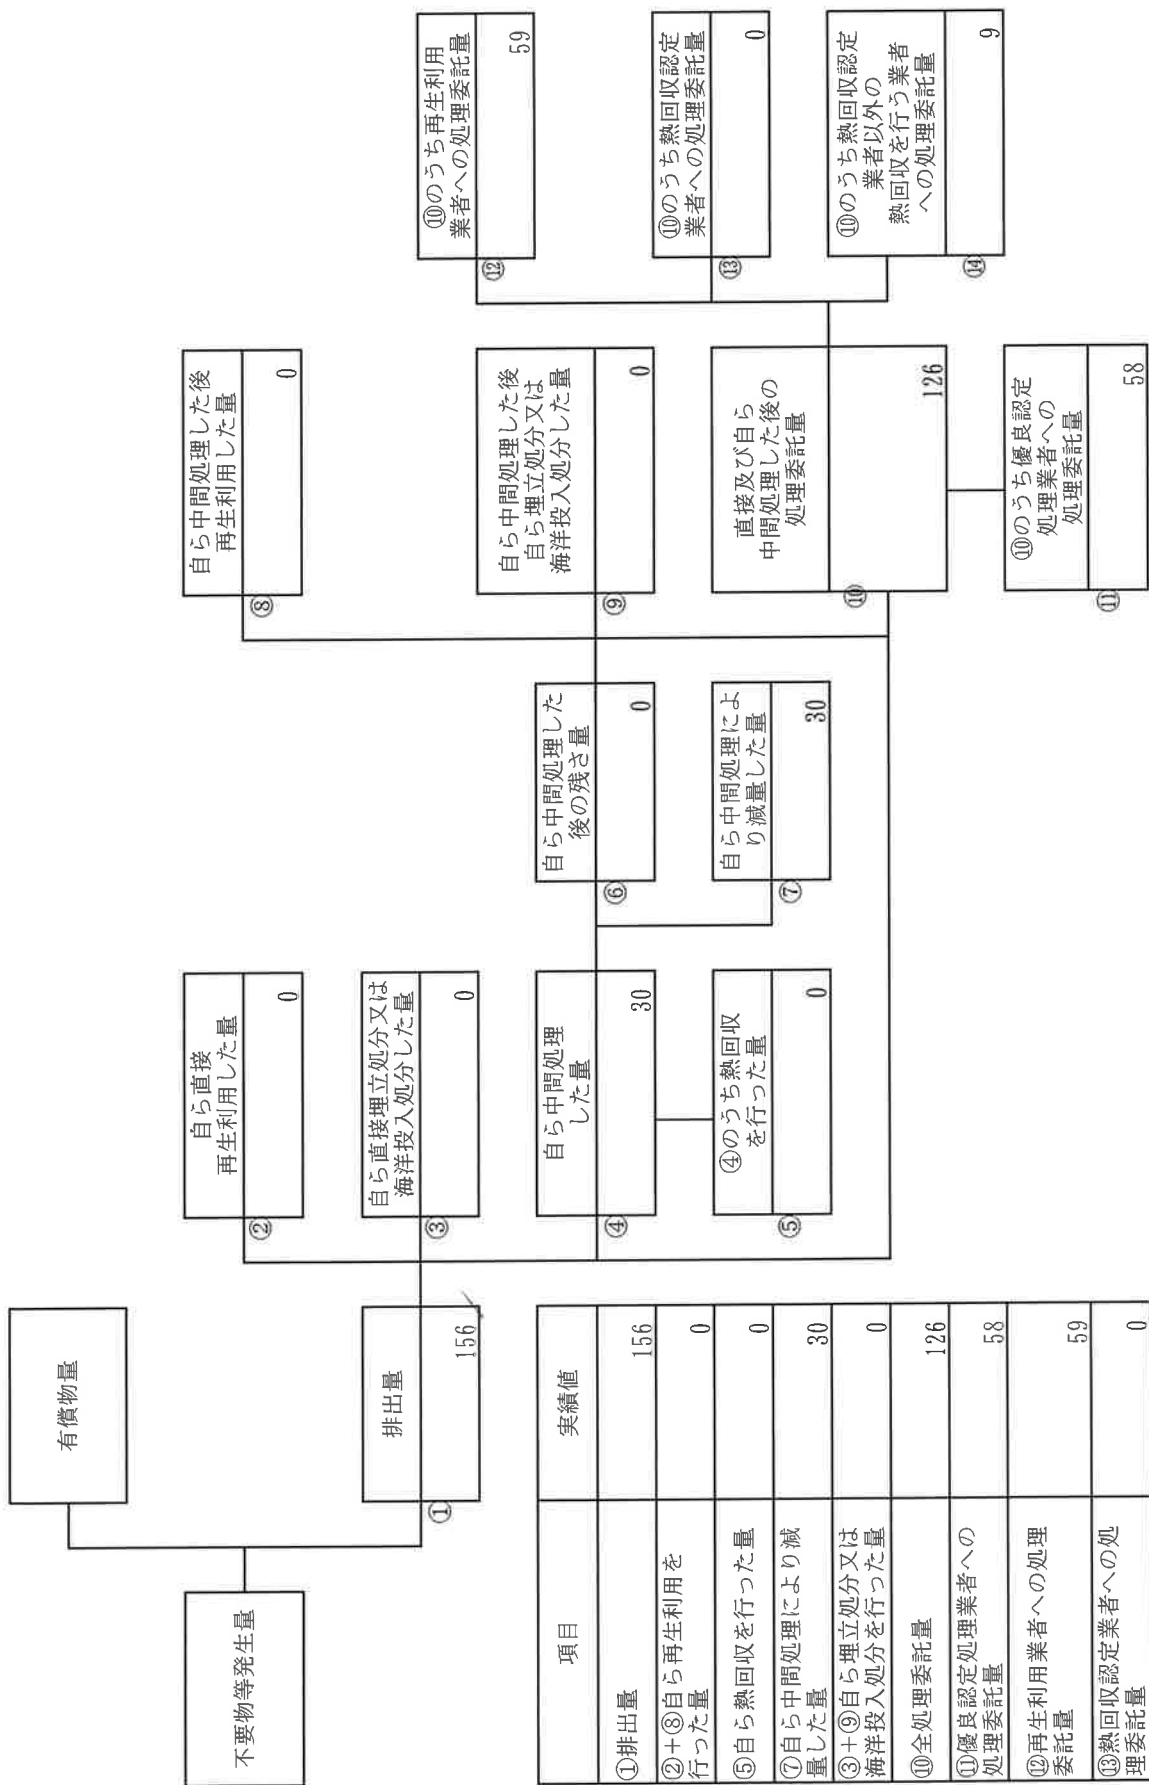 有償物量
不要物等発生量
排出量
①
156
自ら直接
再生利用した量
②
0
自ら直接埋立処分又は
海洋投入処分した量
③
0
自ら中間処理
した量
④
30
④のうち熱回収
を行った量
⑤
0
自ら中間処理した
後の残さ量
⑥
0
自ら中間処理によ
り減量した量
⑦
30
自ら中間処理した後
再生利用した量
⑧
0
自ら中間処理した後
自ら埋立処分又は
海洋投入処分した量
⑨
0
直接及び自ら
中間処理した後の
処理委託量
⑩
126
⑩のうち優良認定
処理業者への
処理委託量
⑪
58
⑩のうち再生利用
業者への処理委託量
⑫
59
⑩のうち熱回収認定
業者への処理委託量
⑬
0
⑩のうち熱回収認定
業者以外の
熱回収を行う業者
への処理委託量
⑭
9
項目 実績値
①排出量 156
②+⑧自ら再生利用を
行った量 0
⑤自ら熱回収を行った量 0
⑦自ら中間処理により減
量した量 30
③+⑨自ら埋立処分又は
海洋投入処分を行った量 0
⑩全処理委託量 126
⑪優良認定処理業者への
処理委託量 58
⑫再生利用業者への処理
委託量 59
⑬熱回収認定業者への処
理委託量 0